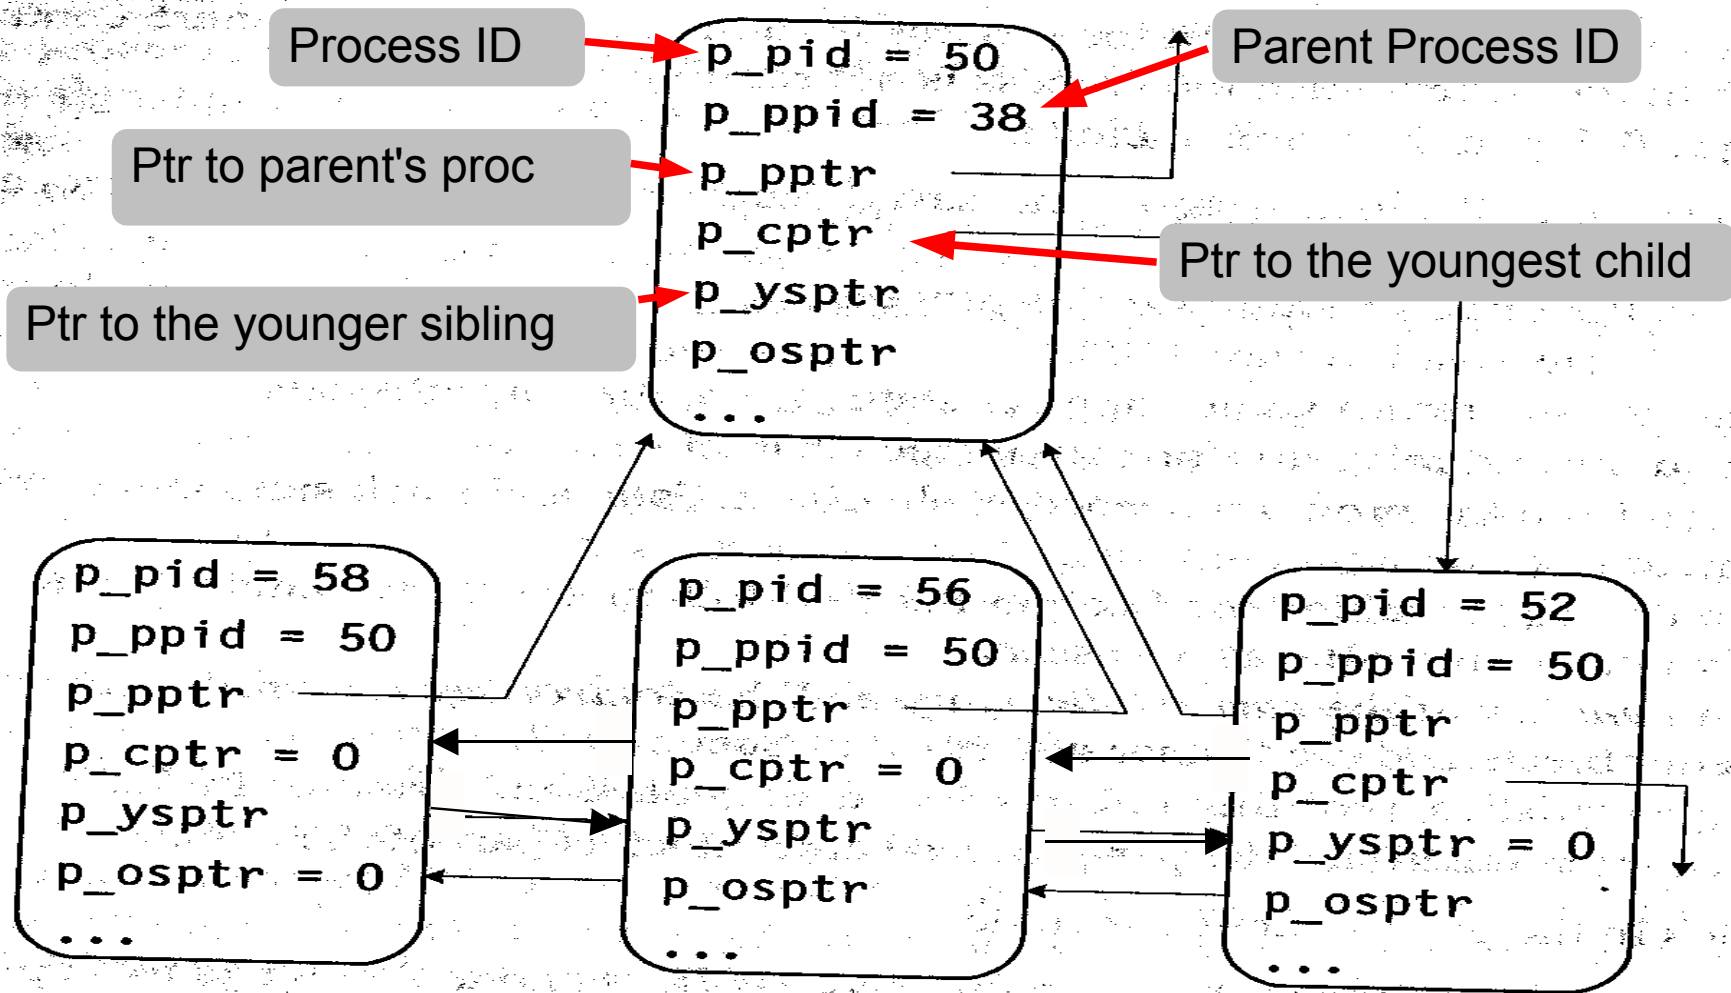 Process ID
Parent Process ID
Ptr to parent's proc
Ptr to the youngest child
Ptr to the younger sibling
p_pid = 50
p_ppid = 38
p_pptr
p_cptr
p_ysptr
p_osptr
...
p_pid = 58
p_ppid = 50
p_pptr
p_cptr = 0
p_ysptr
p_osptr = 0
...
p_pid = 56
p_ppid = 50
p_pptr
p_cptr = 0
p_ysptr
p_osptr
...
p_pid = 52
p_ppid = 50
p_pptr
p_cptr
p_ysptr = 0
p_osptr
...